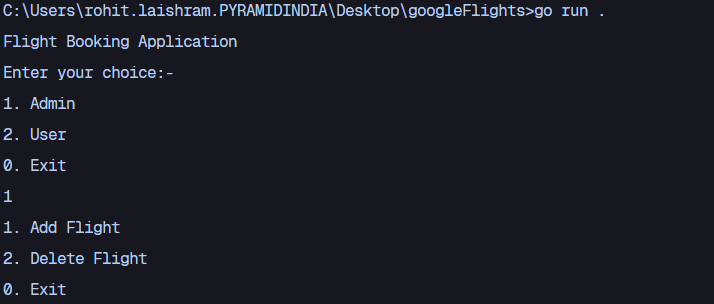 C:\Users\rohit.laishram.PYRAMIDINDIA\Desktop\googleFlights>go run .
Flight Booking Application
Enter your choice:-
1. Admin
2. User
0. Exit
1
1. Add Flight
2. Delete Flight
0. Exit